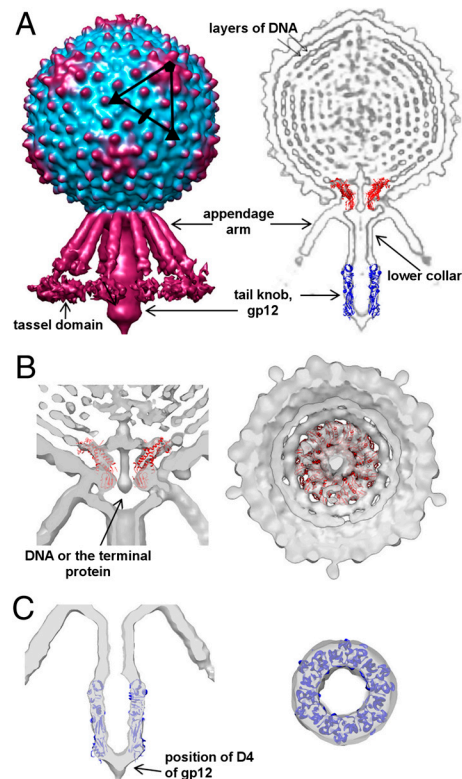 A
layers of DNA
appendage
arm
lower collar
tail knob,
gp12
tassel domain
B
DNA or the terminal
protein
C
position of D4
of gp12